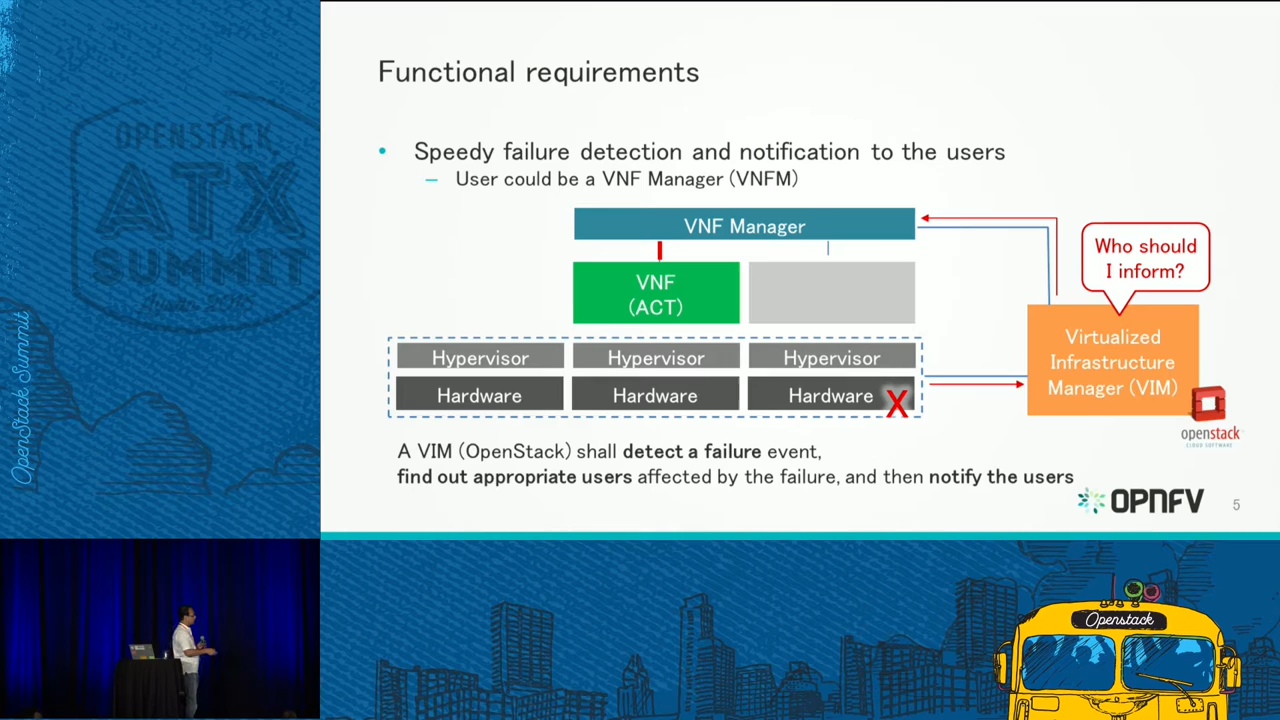 Functional requirements
• Speedy failure detection and notification to the users
– User could be a VNF Manager (VNFM)
VNF Manager
VNF
(ACT)
Who should
I inform?
Virtualized
Infrastructure
Manager (VIM)
Hypervisor
Hypervisor
Hypervisor
Hardware
Hardware
Hardware
X
openstack
CLOUD SOFTWARE
A VIM (OpenStack) shall detect a failure event,
find out appropriate users affected by the failure, and then notify the users
OPNFV
5
OPENSTACK
ATX
SUMMIT
OpenStack Summit
Openstack